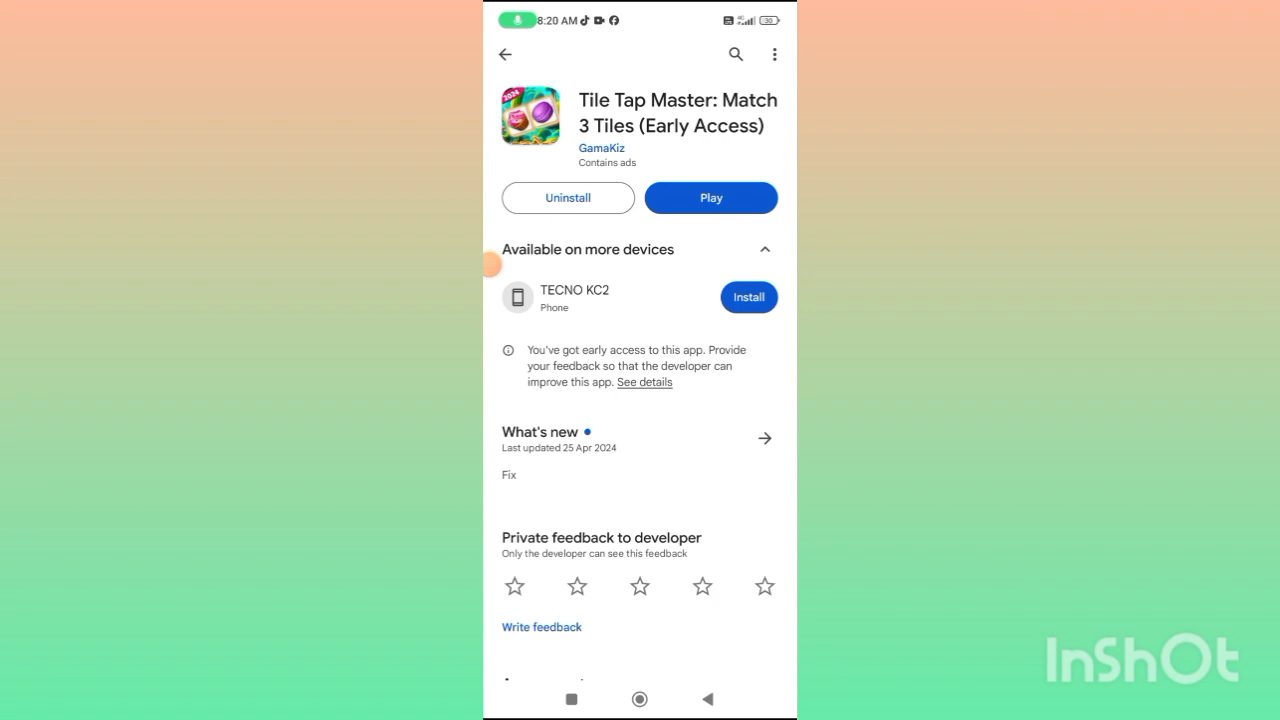 8:20 AM
30
2024
Tile Tap Master: Match
3 Tiles (Early Access)
GamaKiz
Contains ads
Uninstall
Play
Available on more devices
TECNO KC2
Phone
Install
You've got early access to this app. Provide
your feedback so that the developer can
improve this app. See details
What's new
Last updated 25 Apr 2024
Fix
Private feedback to developer
Only the developer can see this feedback
Write feedback
InShOt